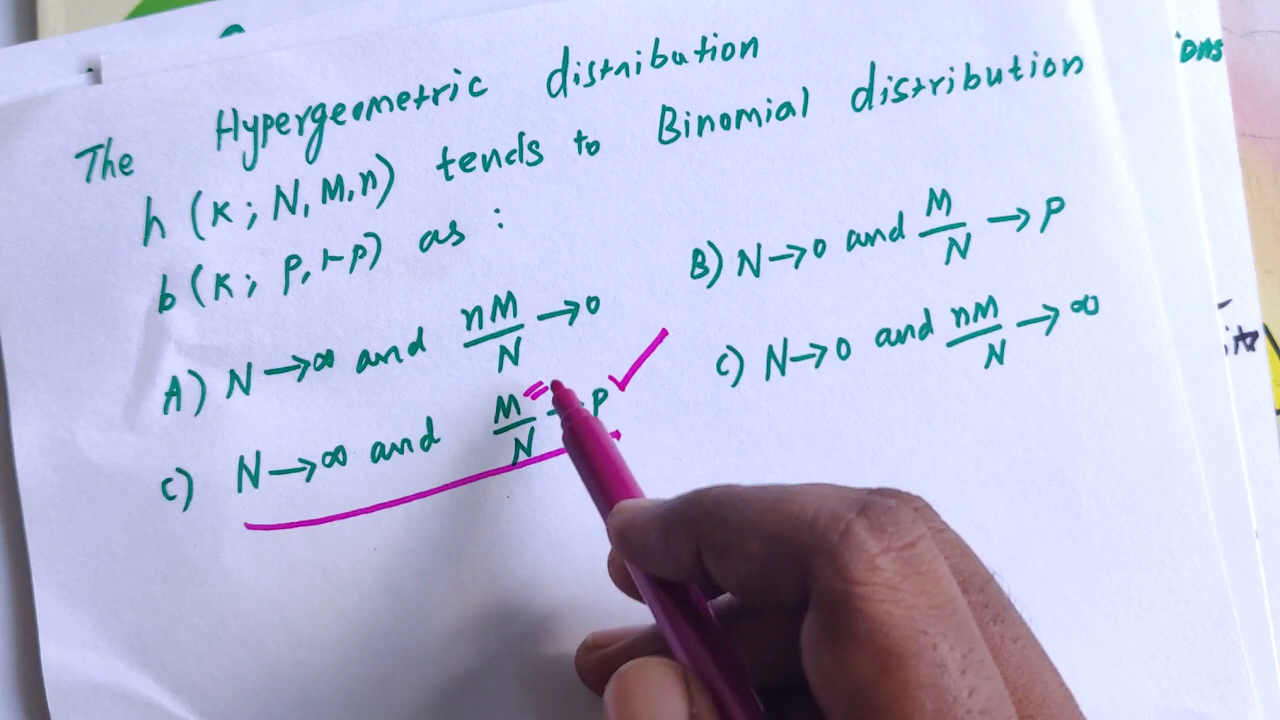 The Hypergeometric distribution
h (K; N, M, n) tends to Binomial distribution
b (K; P, 1-P) as :
A) N→∞ and nM/N →0
B) N→0 and M/N →P
C) N→∞ and M/N → P ✓
C) N→0 and nM/N →∞